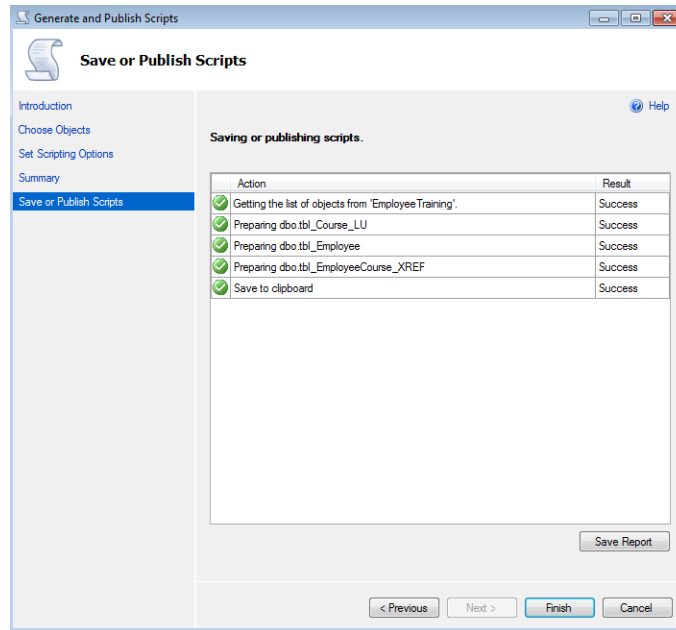 Generate and Publish Scripts
Save or Publish Scripts
Introduction
Choose Objects
Set Scripting Options
Summary
Save or Publish Scripts
Help
Saving or publishing scripts.
Action Result
Getting the list of objects from 'EmployeeTraining'. Success
Preparing dbo.tbl_Course_LU Success
Preparing dbo.tbl_Employee Success
Preparing dbo.tbl_EmployeeCourse_XREF Success
Save to clipboard Success
Save Report
< Previous Next > Finish Cancel